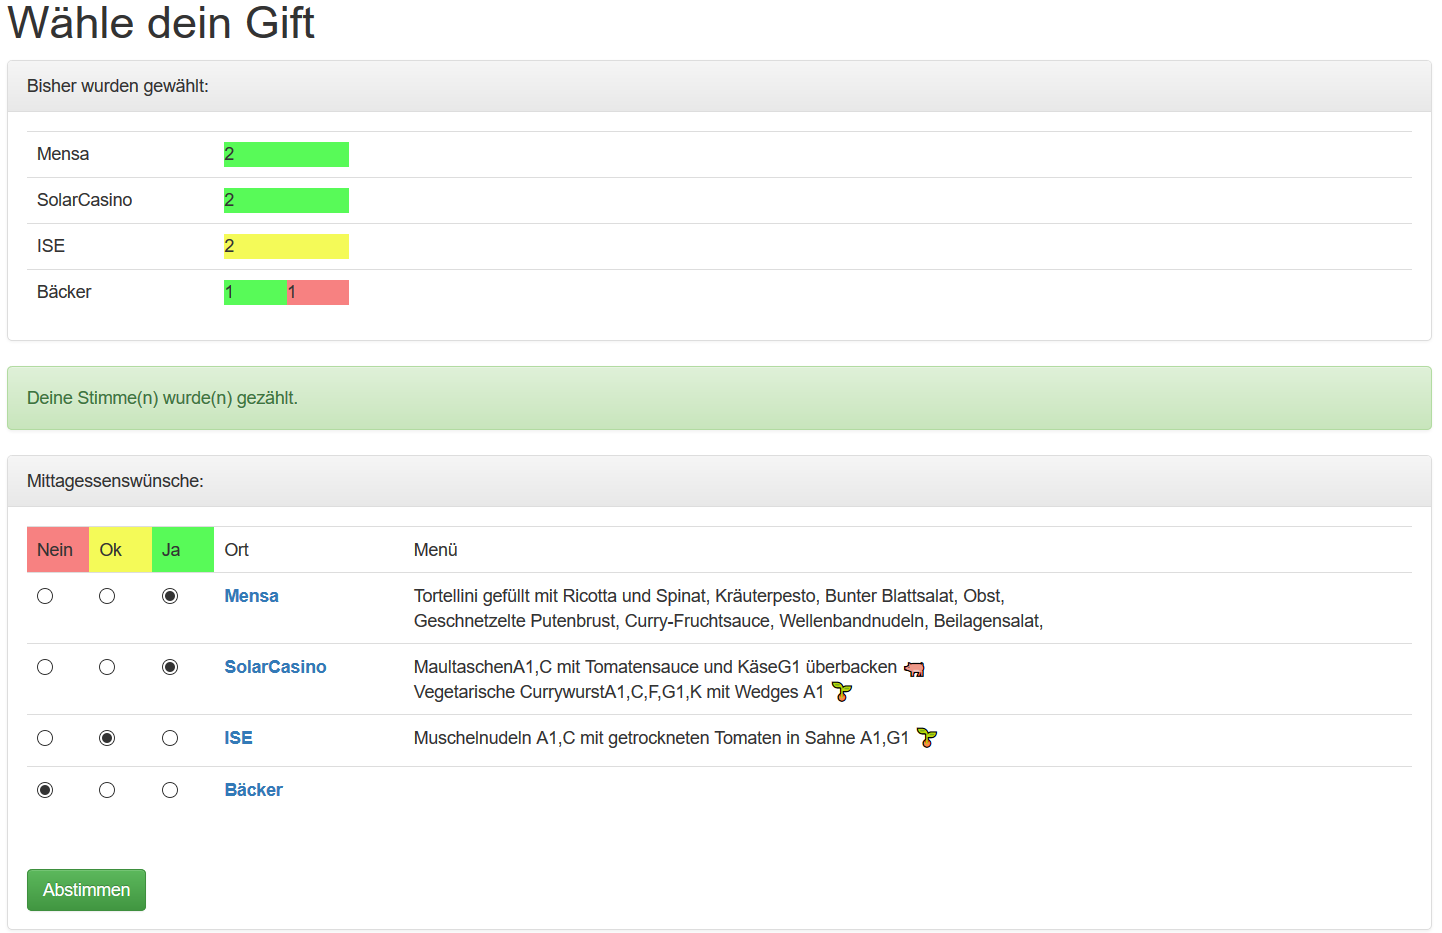 Wähle dein Gift
Bisher wurden gewählt:
Mensa 2
SolarCasino 2
ISE 2
Bäcker 1 1
Deine Stimme(n) wurde(n) gezählt.
Mittagessenswünsche:
Nein Ok Ja Ort Menü
Mensa Tortellini gefüllt mit Ricotta und Spinat, Kräuterpesto, Bunter Blattsalat, Obst,
Geschnetzelte Putenbrust, Curry-Fruchtsauce, Wellenbandnudeln, Beilagensalat,
SolarCasino MaultaschenA1,C mit Tomatensauce und KäseG1 überbacken
Vegetarische CurrywurstA1,C,F,G1,K mit Wedges A1
ISE Muschelnudeln A1,C mit getrockneten Tomaten in Sahne A1,G1
Bäcker
Abstimmen